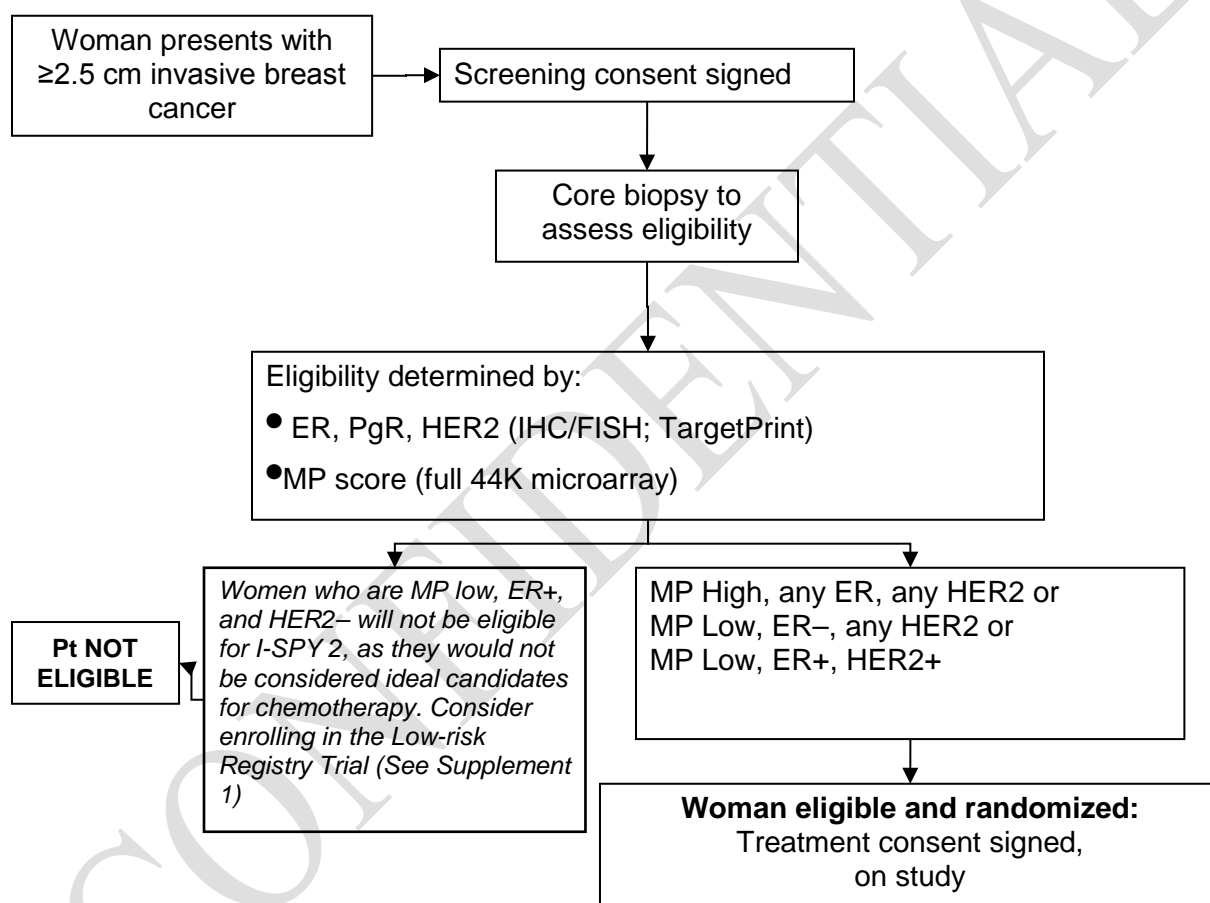 Woman presents with
≥2.5 cm invasive breast
cancer
Screening consent signed
Core biopsy to
assess eligibility
Eligibility determined by:
● ER, PgR, HER2 (IHC/FISH; TargetPrint)
●MP score (full 44K microarray)
Women who are MP low, ER+,
and HER2– will not be eligible
for I-SPY 2, as they would not
be considered ideal candidates
for chemotherapy. Consider
enrolling in the Low-risk
Registry Trial (See Supplement
1)
Pt NOT
ELIGIBLE
MP High, any ER, any HER2 or
MP Low, ER–, any HER2 or
MP Low, ER+, HER2+
Woman eligible and randomized:
Treatment consent signed,
on study
CONFIDENTIAL